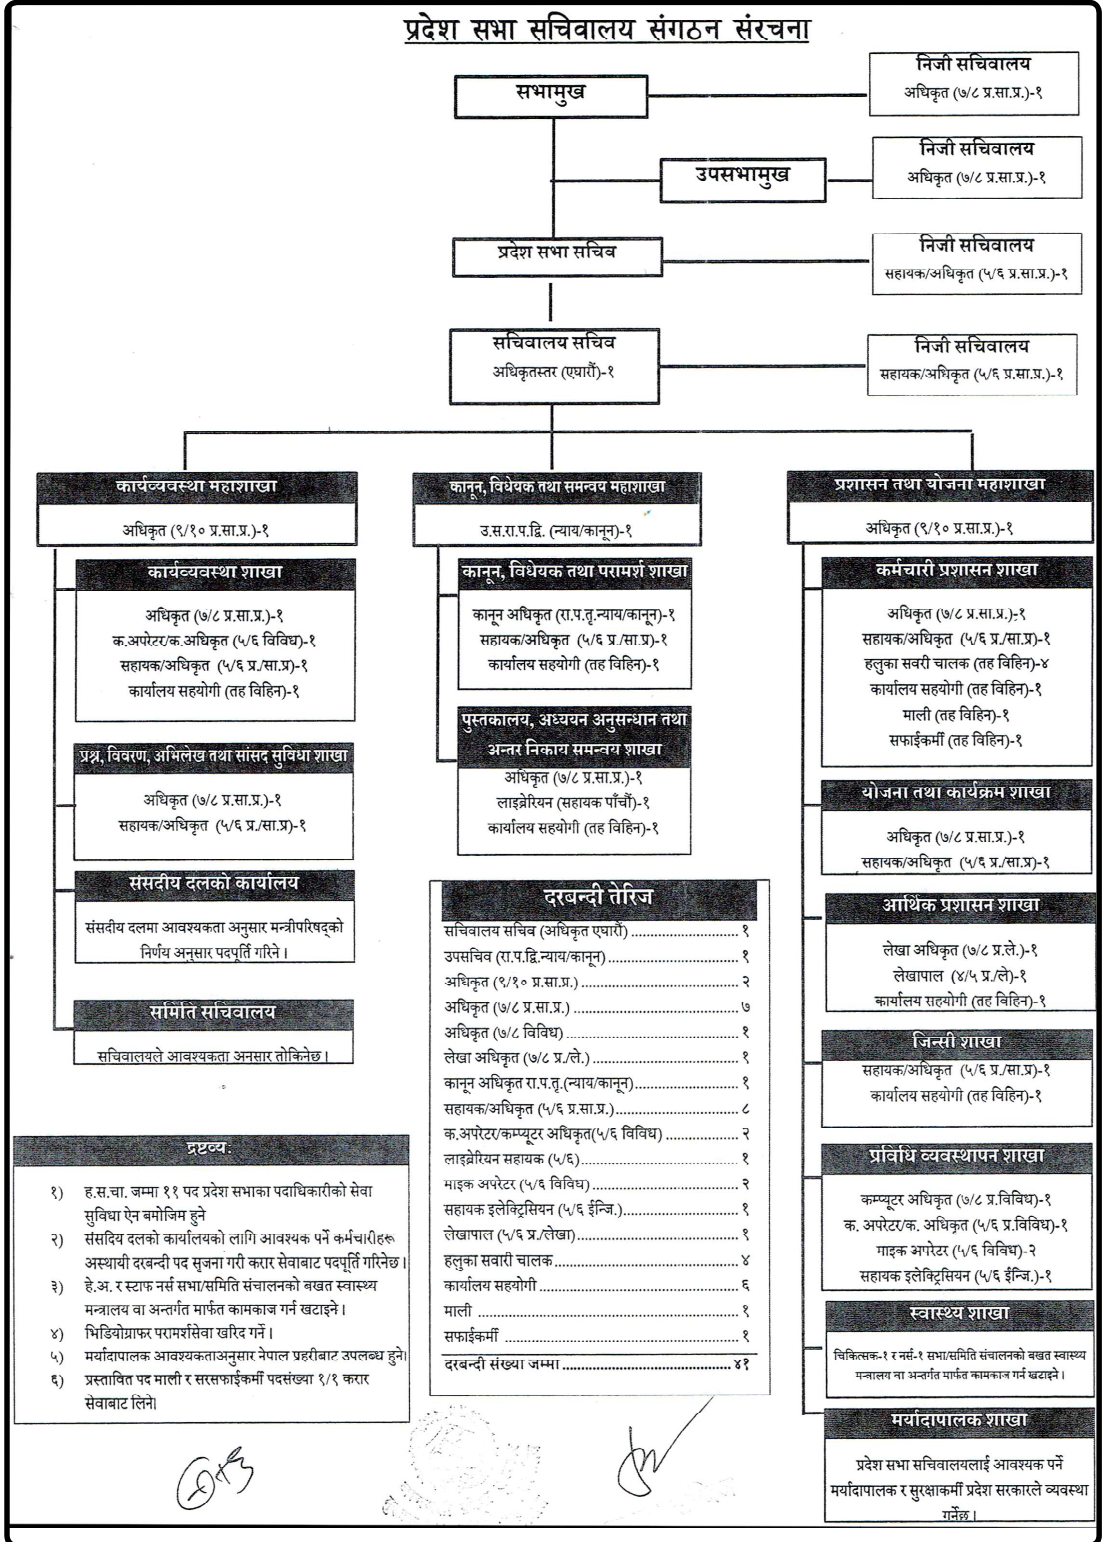 प्रदेश सभा सचिवालय संगठन संरचना
सभामुख
निजी सचिवालय
अधिकृत (७/८ प्र.सा.प्र.)-१
उपसभामुख
निजी सचिवालय
अधिकृत (७/८ प्र.सा.प्र.)-१
प्रदेश सभा सचिव
निजी सचिवालय
सहायक/अधिकृत (५/६ प्र.सा.प्र.)-१
सचिवालय सचिव
अधिकृतस्तर (एघारौं)-१
निजी सचिवालय
सहायक/अधिकृत (५/६ प्र.सा.प्र.)-१
कार्यव्यवस्था महाशाखा
अधिकृत (९/१० प्र.सा.प्र.)-१
कार्यव्यवस्था शाखा
अधिकृत (७/८ प्र.सा.प्र.)-१
क.अपरेटर/क.अधिकृत (५/६ विविध)-१
सहायक/अधिकृत (५/६ प्र./सा.प्र)-१
कार्यालय सहयोगी (तह विहिन)-१
प्रश्न, विवरण, अभिलेख तथा सांसद सुविधा शाखा
अधिकृत (७/८ प्र.सा.प्र.)-१
सहायक/अधिकृत (५/६ प्र./सा.प्र)-१
संसदीय दलको कार्यालय
संसदीय दलमा आवश्यकता अनुसार मन्त्रीपरिषद्को
निर्णय अनुसार पदपूर्ति गरिने ।
समिति सचिवालय
सचिवालयले आवश्यकता अनसार तोकिनेछ ।
कानून, विधेयक तथा समन्वय महाशाखा
उ.स.रा.प.द्वि. (न्याय/कानून)-१
कानून, विधेयक तथा परामर्श शाखा
कानून अधिकृत (रा.प.तृ.न्याय/कानून)-१
सहायक/अधिकृत (५/६ प्र./सा.प्र)-१
कार्यालय सहयोगी (तह विहिन)-१
पुस्तकालय, अध्ययन अनुसन्धान तथा
अन्तर निकाय समन्वय शाखा
अधिकृत (७/८ प्र.सा.प्र.)-१
लाइब्रेरियन (सहायक पाँचौं)-१
कार्यालय सहयोगी (तह विहिन)-१
प्रशासन तथा योजना महाशाखा
अधिकृत (९/१० प्र.सा.प्र.)-१
कर्मचारी प्रशासन शाखा
अधिकृत (७/८ प्र.सा.प्र.)-१
सहायक/अधिकृत (५/६ प्र./सा.प्र)-१
हलुका सवरी चालक (तह विहिन)-४
कार्यालय सहयोगी (तह विहिन)-१
माली (तह विहिन)-१
सफाईकर्मी (तह विहिन)-१
योजना तथा कार्यक्रम शाखा
अधिकृत (७/८ प्र.सा.प्र.)-१
सहायक/अधिकृत (५/६ प्र./सा.प्र)-१
आर्थिक प्रशासन शाखा
लेखा अधिकृत (७/८ प्र.ले.)-१
लेखापाल (४/५ प्र./ले)-१
कार्यालय सहयोगी (तह विहिन)-१
जिन्सी शाखा
सहायक/अधिकृत (५/६ प्र./सा.प्र)-१
कार्यालय सहयोगी (तह विहिन)-१
प्रविधि व्यवस्थापन शाखा
कम्प्यूटर अधिकृत (७/८ प्र.विविध)-१
क. अपरेटर/क. अधिकृत (५/६ प्र.विविध)-१
माइक अपरेटर (५/६ विविध)-२
सहायक इलेक्ट्रिसियन (५/६ ईन्जि.)-१
स्वास्थ्य शाखा
चिकित्सक-१ र नर्स-१ सभा/समिति संचालनको बखत स्वास्थ्य
मन्त्रालय वा अन्तर्गत मार्फत कामकाज गर्न खटाइने ।
मर्यादापालक शाखा
प्रदेश सभा सचिवालयलाई आवश्यक पर्ने
मर्यादापालक र सुरक्षाकर्मी प्रदेश सरकारले व्यवस्था
गर्नेछ ।
दरबन्दी तेरिज
सचिवालय सचिव (अधिकृत एघारौं) ........................ १
उपसचिव (रा.प.द्वि.न्याय/कानून) ........................ १
अधिकृत (९/१० प्र.सा.प्र.) ........................ २
अधिकृत (७/८ प्र.सा.प्र.) ........................ ७
अधिकृत (७/८ विविध) ........................ १
लेखा अधिकृत (७/८ प्र./ले.) ........................ १
कानून अधिकृत रा.प.तृ.(न्याय/कानून) ........................ १
सहायक/अधिकृत (५/६ प्र.सा.प्र.) ........................ ८
क.अपरेटर/कम्प्यूटर अधिकृत(५/६ विविध) ................ २
लाइब्रेरियन सहायक (५/६) ........................ १
माइक अपरेटर (५/६ विविध) ........................ २
सहायक इलेक्ट्रिसियन (५/६ ईन्जि.) ........................ १
लेखापाल (५/६ प्र./लेखा) ........................ १
हलुका सवारी चालक ........................ ४
कार्यालय सहयोगी ........................ ६
माली ........................ १
सफाईकर्मी ........................ १
दरबन्दी संख्या जम्मा ........................ ४१
द्रष्टव्य:
१) ह.स.चा. जम्मा ११ पद प्रदेश सभाका पदाधिकारीको सेवा
सुविधा ऐन बमोजिम हुने
२) संसदिय दलको कार्यालयको लागि आवश्यक पर्ने कर्मचारीहरू
अस्थायी दरबन्दी पद सृजना गरी करार सेवाबाट पदपूर्ति गरिनेछ ।
३) हे.अ. र स्टाफ नर्स सभा/समिति संचालनको बखत स्वास्थ्य
मन्त्रालय वा अन्तर्गत मार्फत कामकाज गर्न खटाइने ।
४) भिडियोग्राफर परामर्शसेवा खरिद गर्ने ।
५) मर्यादापालक आवश्यकताअनुसार नेपाल प्रहरीबाट उपलब्ध हुने।
६) प्रस्तावित पद माली र सरसफाईकर्मी पदसंख्या १/१ करार
सेवाबाट लिने।